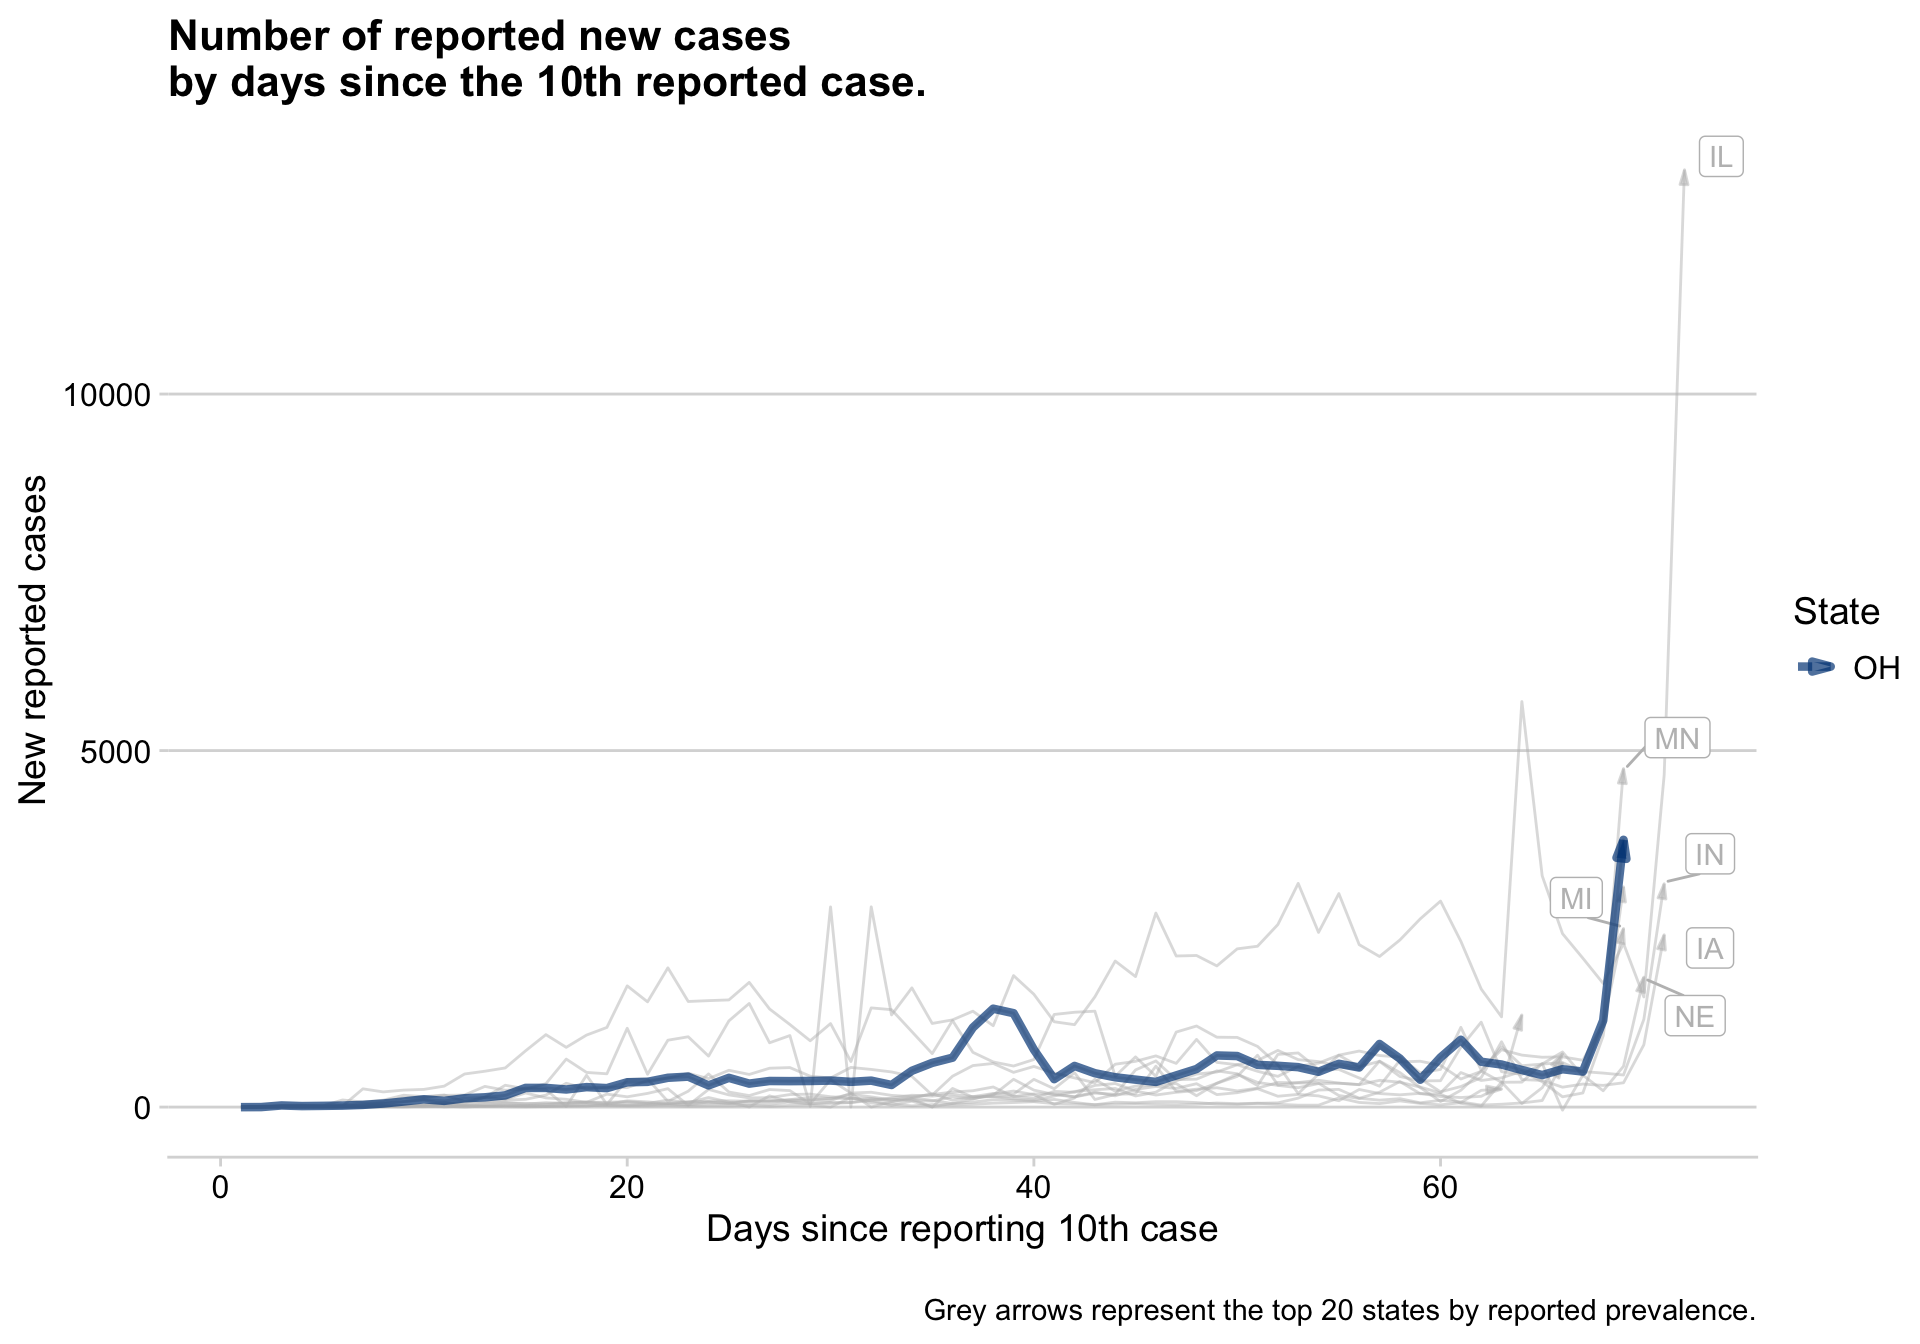 Number of reported new cases
by days since the 10th reported case.
IL
10000
MN
5000
IN
MI
IA
NE
0
New reported cases
State
OH
0
20
40
60
Days since reporting 10th case
Grey arrows represent the top 20 states by reported prevalence.